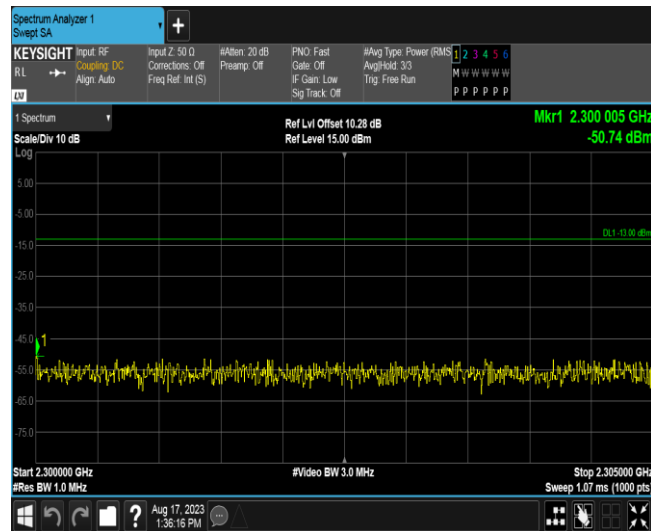 Spectrum Analyzer 1
Swept SA
+
KEYSIGHT Input: RF Input Z: 50 Ω #Atten: 20 dB PNO: Fast #Avg Type: Power (RMS 1 2 3 4 5 6
RL Coupling: DC Corrections: Off Preamp: Off Gate: Off Avg|Hold: 3/3 M W W W W W
Align: Auto Freq Ref: Int (S) IF Gain: Low Trig: Free Run
LXI Sig Track: Off P P P P P P
1 Spectrum
Ref Lvl Offset 10.28 dB Mkr1 2.300 005 GHz
Scale/Div 10 dB Ref Level 15.00 dBm -50.74 dBm
Log
5.00
-5.00
DL1 -13.00 dBm
-15.0
-25.0
-35.0
-45.0
1
-55.0
-65.0
-75.0
Start 2.300000 GHz #Video BW 3.0 MHz Stop 2.305000 GHz
#Res BW 1.0 MHz Sweep 1.07 ms (1000 pts
? Aug 17, 2023
1:36:16 PM